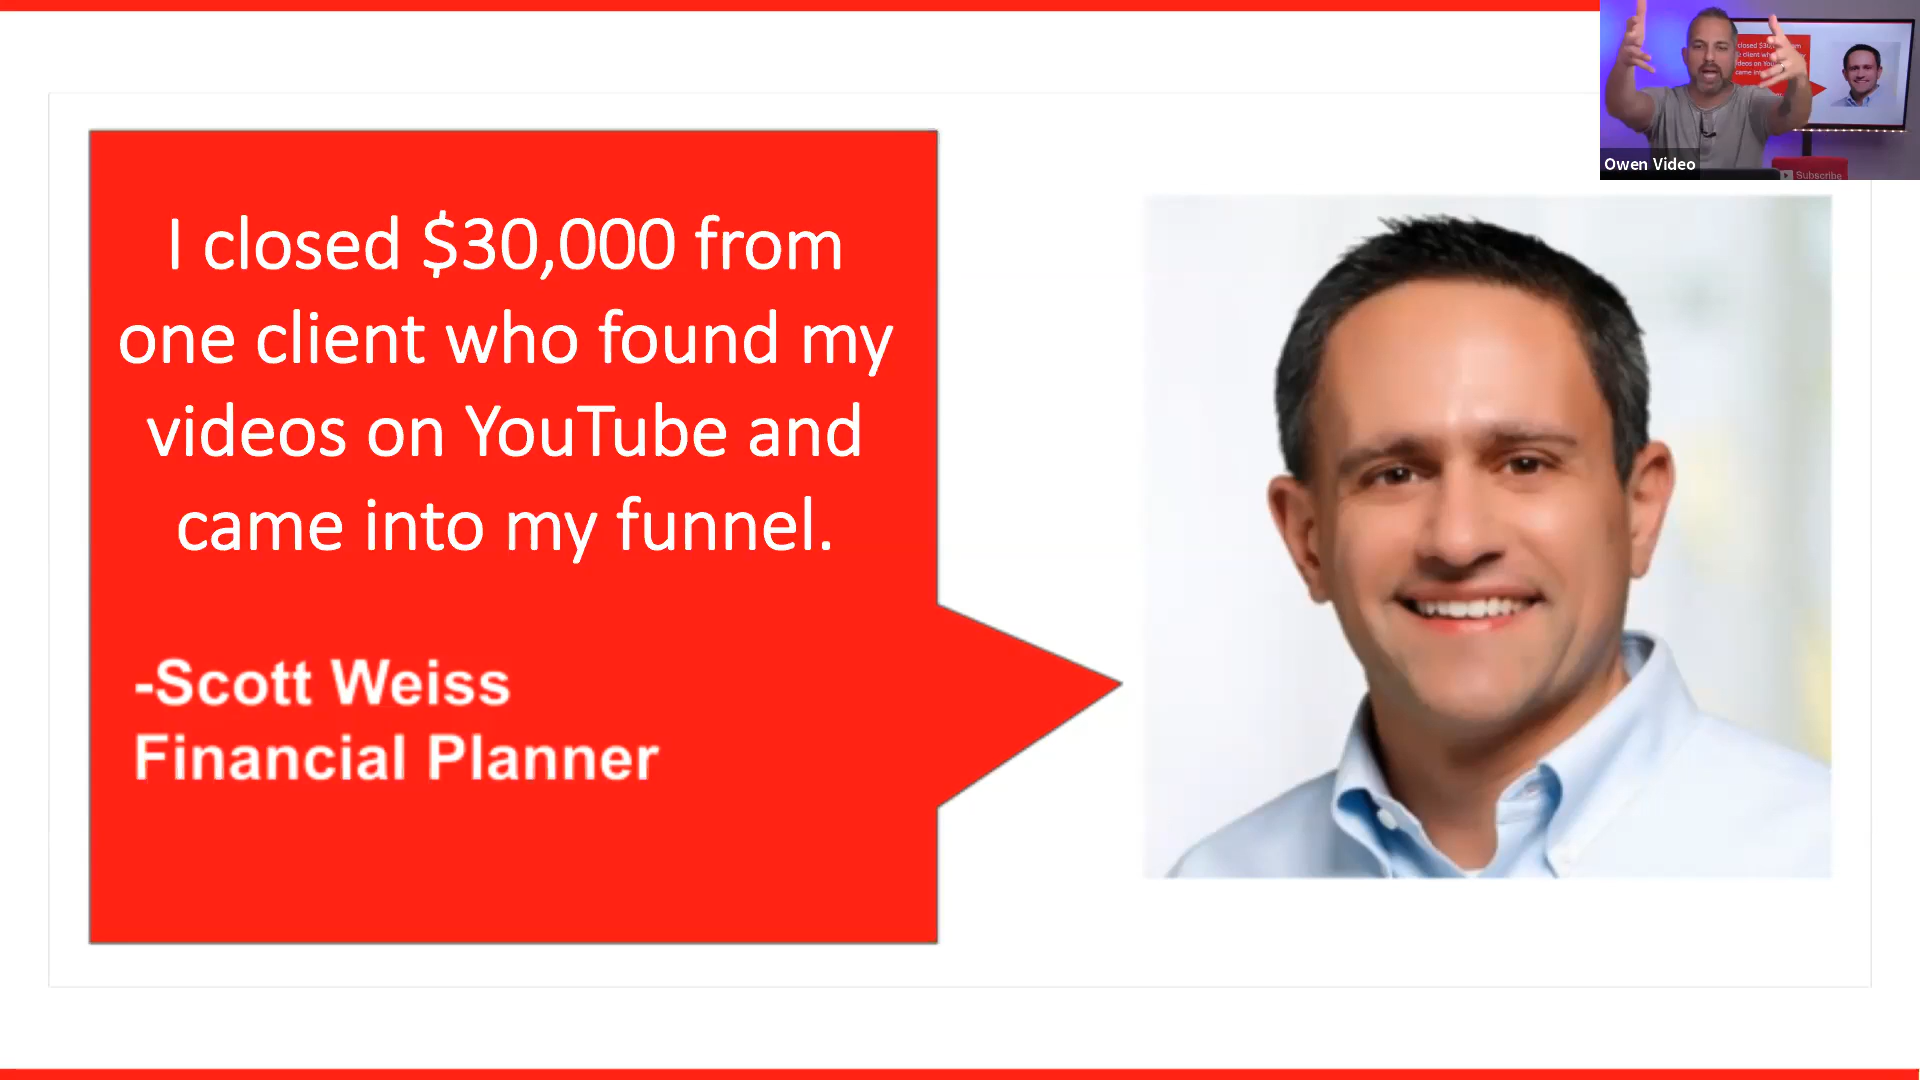 I closed $30,000 from
one client who found my
videos on YouTube and
came into my funnel.
-Scott Weiss
Financial Planner
Owen Video
Subscribe